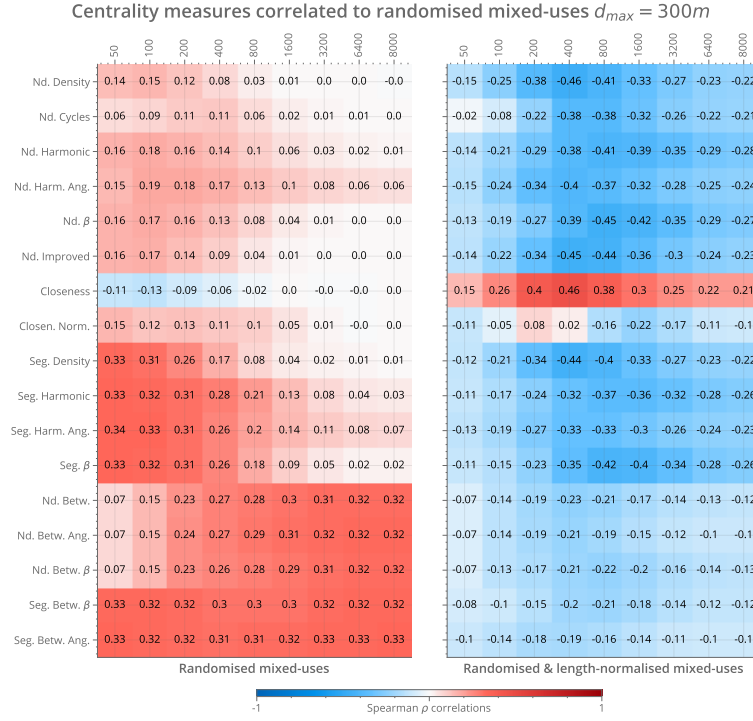 Centrality measures correlated to randomised mixed-uses d_max = 300m
50 100 200 400 800 1600 3200 6400 8000 50 100 200 400 800 1600 3200 6400 8000
Nd. Density 0.14 0.15 0.12 0.08 0.03 0.01 0.0 -0.0 -0.0 -0.15 -0.25 -0.38 -0.46 -0.41 -0.33 -0.27 -0.23 -0.22
Nd. Cycles 0.06 0.09 0.11 0.11 0.06 0.02 0.01 0.01 0.0 -0.02 -0.08 -0.22 -0.38 -0.38 -0.32 -0.26 -0.22 -0.21
Nd. Harmonic 0.16 0.18 0.16 0.14 0.1 0.06 0.03 0.02 0.01 -0.14 -0.21 -0.29 -0.38 -0.41 -0.39 -0.35 -0.29 -0.28
Nd. Harm. Ang. 0.15 0.19 0.18 0.17 0.13 0.1 0.08 0.06 0.06 -0.15 -0.24 -0.34 -0.4 -0.37 -0.32 -0.28 -0.25 -0.24
Nd. β 0.16 0.17 0.16 0.13 0.08 0.04 0.01 0.0 0.0 -0.13 -0.19 -0.27 -0.39 -0.45 -0.42 -0.35 -0.29 -0.27
Nd. Improved 0.16 0.17 0.14 0.09 0.04 0.01 0.0 0.0 0.0 -0.14 -0.22 -0.34 -0.45 -0.44 -0.36 -0.3 -0.24 -0.23
Closeness -0.11 -0.13 -0.09 -0.06 -0.02 0.0 -0.0 -0.0 0.0 0.15 0.26 0.4 0.46 0.38 0.3 0.25 0.22 0.21
Closen. Norm. 0.15 0.12 0.13 0.11 0.1 0.05 0.01 -0.0 0.0 -0.11 -0.05 0.08 0.02 -0.16 -0.22 -0.17 -0.11
Seg. Density 0.33 0.31 0.26 0.17 0.08 0.04 0.02 0.01 0.01 -0.12 -0.21 -0.34 -0.44 -0.4 -0.33 -0.27 -0.23 -0.22
Seg. Harmonic 0.33 0.32 0.31 0.28 0.21 0.13 0.08 0.04 0.03 -0.11 -0.17 -0.24 -0.32 -0.37 -0.36 -0.32 -0.28 -0.26
Seg. Harm. Ang. 0.34 0.33 0.31 0.26 0.2 0.14 0.11 0.08 0.07 -0.13 -0.19 -0.27 -0.33 -0.33 -0.3 -0.26 -0.24 -0.23
Seg. β 0.33 0.32 0.31 0.26 0.18 0.09 0.05 0.02 0.02 -0.11 -0.15 -0.23 -0.35 -0.42 -0.4 -0.34 -0.28 -0.26
Nd. Betw. 0.07 0.15 0.23 0.27 0.28 0.3 0.31 0.32 0.32 -0.07 -0.14 -0.19 -0.23 -0.21 -0.17 -0.14 -0.13 -0.12
Nd. Betw. Ang. 0.07 0.15 0.24 0.27 0.29 0.31 0.32 0.32 0.32 -0.07 -0.14 -0.19 -0.21 -0.19 -0.15 -0.12 -0.1
Nd. Betw. β 0.07 0.15 0.23 0.26 0.28 0.29 0.31 0.32 0.32 -0.07 -0.13 -0.17 -0.21 -0.22 -0.2 -0.16 -0.13
Seg. Betw. β 0.33 0.32 0.32 0.3 0.3 0.3 0.32 0.32 0.32 -0.08 -0.1 -0.15 -0.2 -0.21 -0.18 -0.14 -0.12 -0.12
Seg. Betw. Ang. 0.33 0.32 0.32 0.31 0.31 0.32 0.33 0.33 0.33 -0.1 -0.14 -0.18 -0.19 -0.16 -0.14 -0.11 -0.1
Randomised mixed-uses Randomised & length-normalised mixed-uses
-1 0 1
Spearman ρ correlations